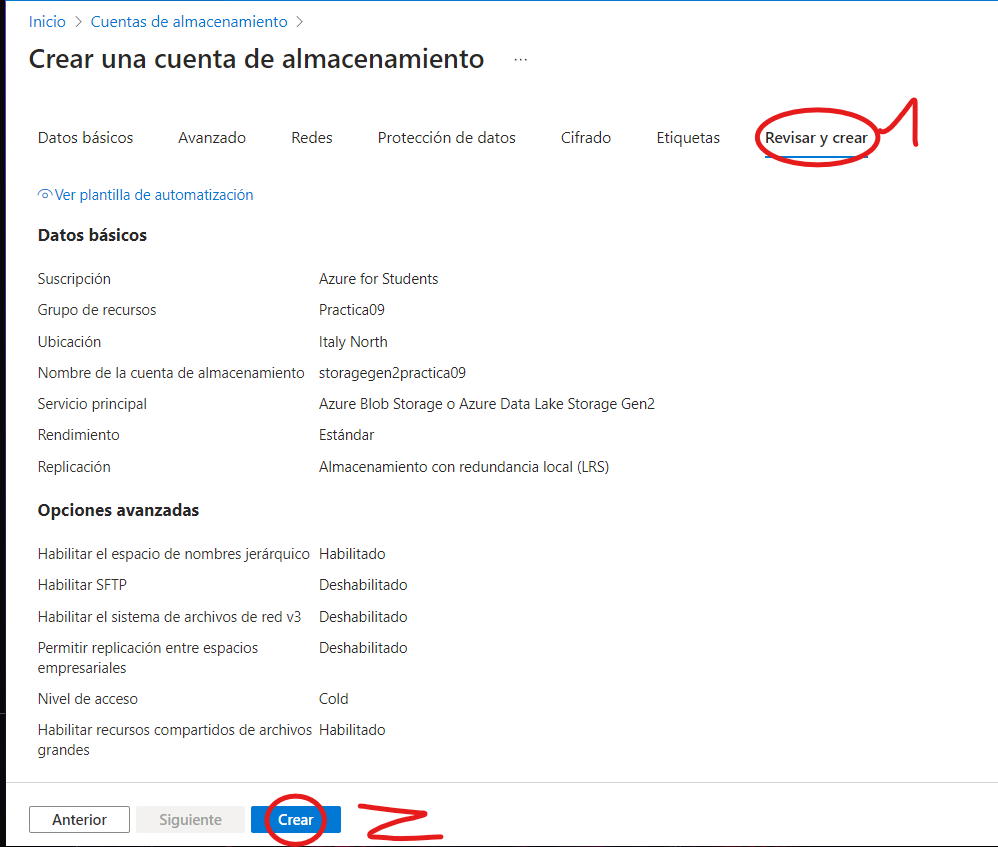 Inicio > Cuentas de almacenamiento >
Crear una cuenta de almacenamiento ...
Datos básicos Avanzado Redes Protección de datos Cifrado Etiquetas Revisar y crear 1
Ver plantilla de automatización
Datos básicos
Suscripción Azure for Students
Grupo de recursos Practica09
Ubicación Italy North
Nombre de la cuenta de almacenamiento storagegen2practica09
Servicio principal Azure Blob Storage o Azure Data Lake Storage Gen2
Rendimiento Estándar
Replicación Almacenamiento con redundancia local (LRS)
Opciones avanzadas
Habilitar el espacio de nombres jerárquico Habilitado
Habilitar SFTP Deshabilitado
Habilitar el sistema de archivos de red v3 Deshabilitado
Permitir replicación entre espacios Deshabilitado
empresariales
Nivel de acceso Cold
Habilitar recursos compartidos de archivos Habilitado
grandes
Anterior Siguiente Crear 2